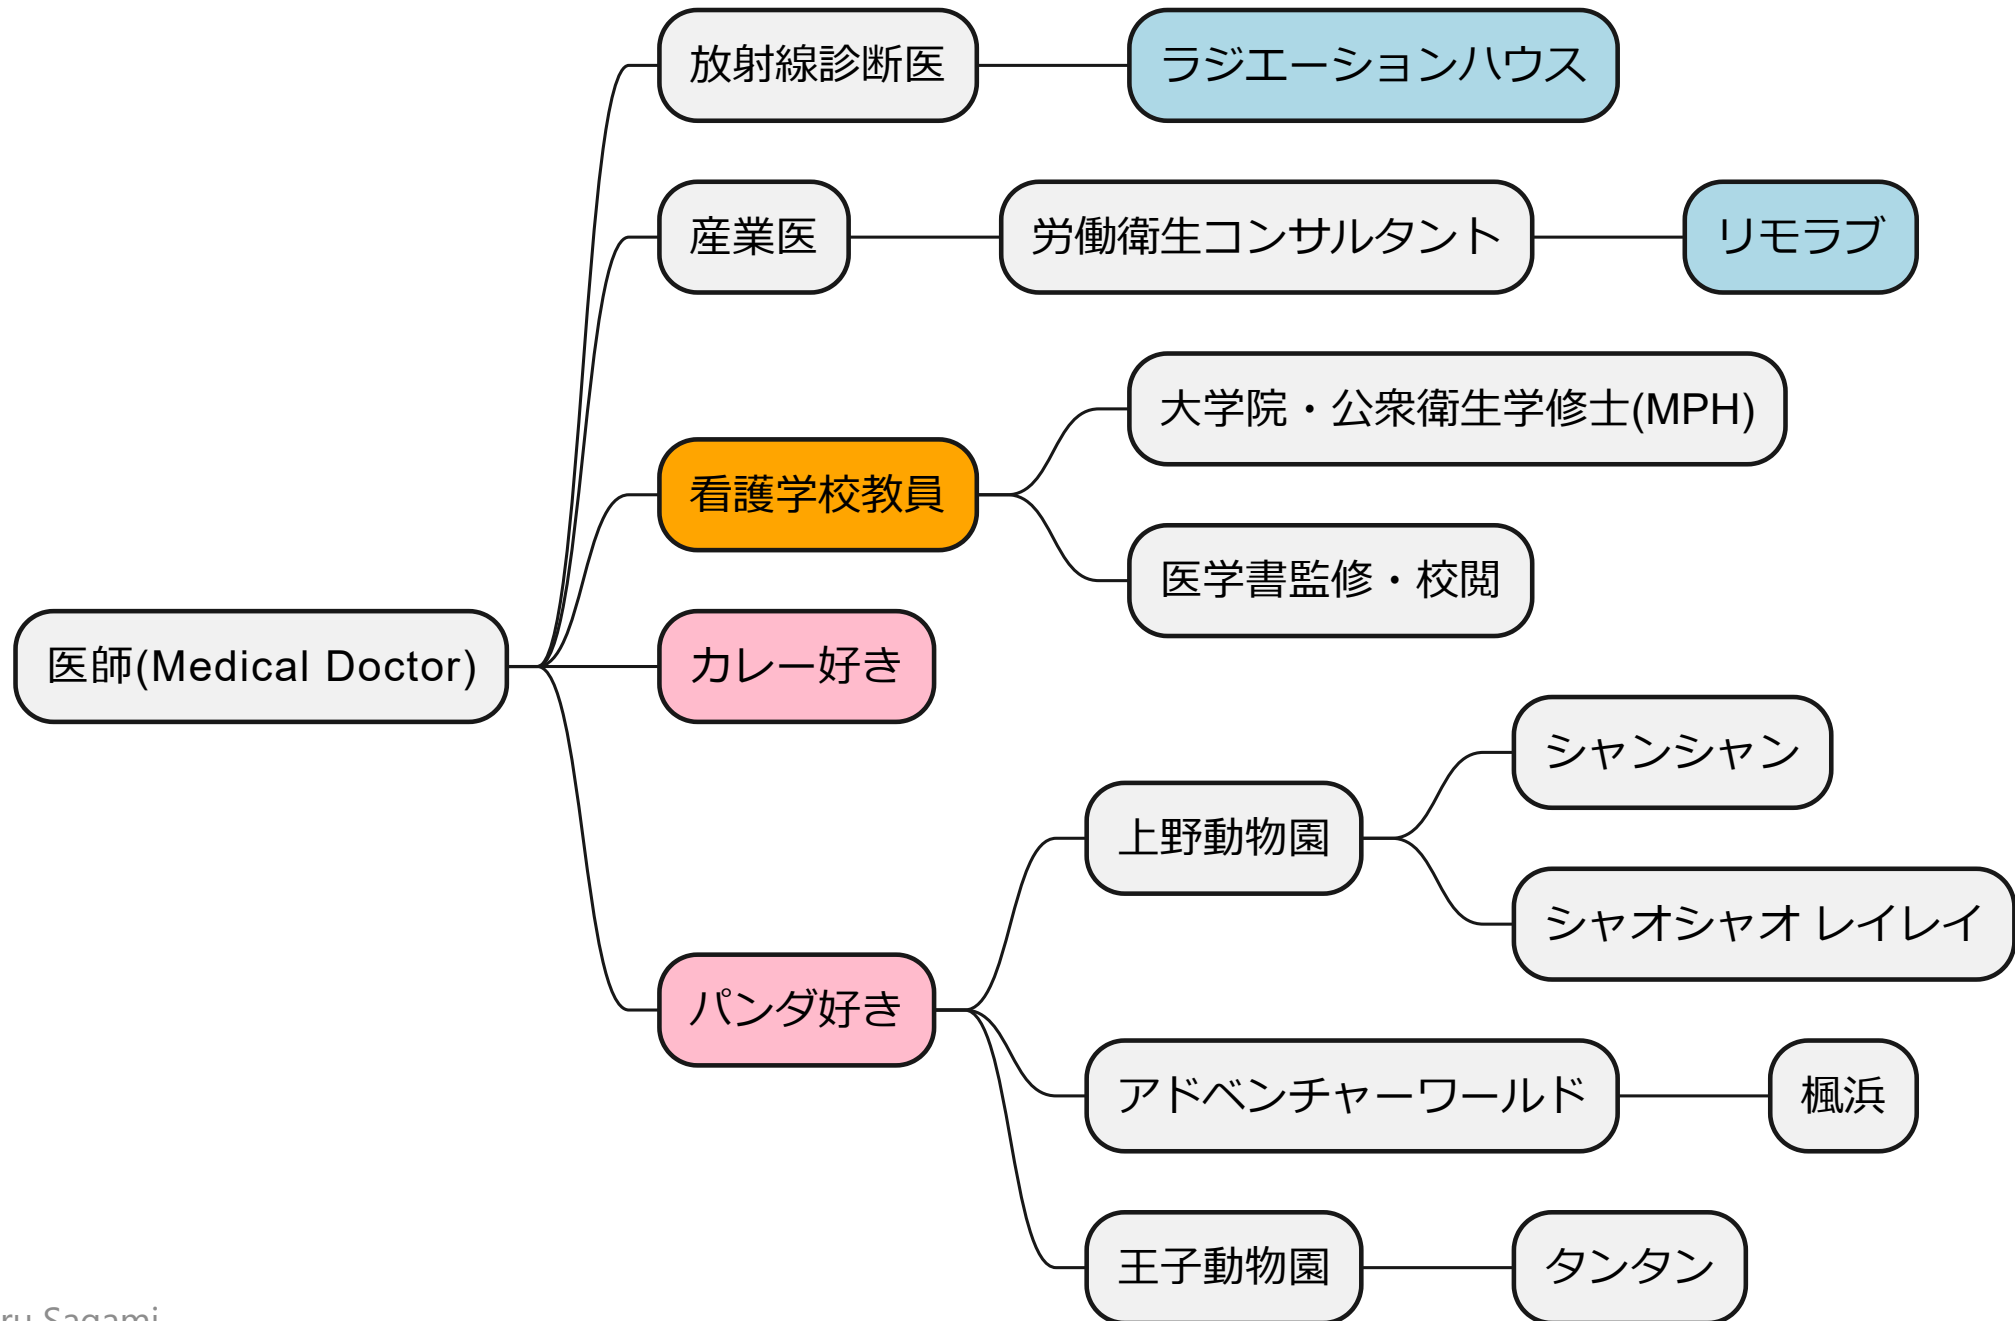 放射線診断医
ラジエーションハウス
産業医
労働衛生コンサルタント
リモラブ
看護学校教員
大学院・公衆衛生学修士(MPH)
医学書監修・校閲
医師(Medical Doctor)
カレー好き
パンダ好き
上野動物園
シャンシャン
シャオシャオ レイレイ
アドベンチャーワールド
楓浜
王子動物園
タンタン
Sagami